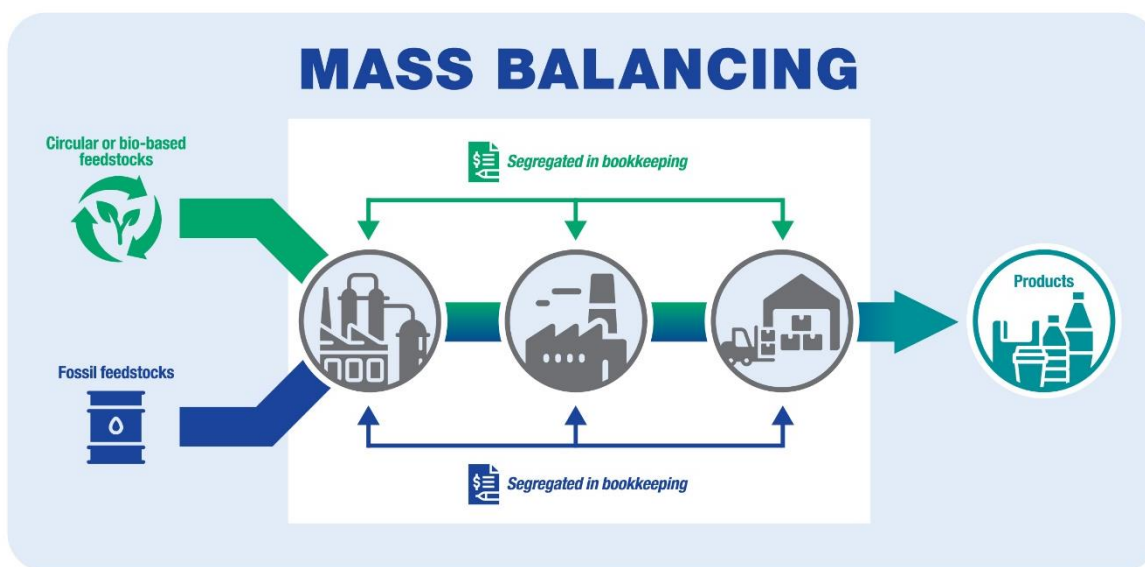 MASS BALANCING
Circular or bio-based
feedstocks
Segregated in bookkeeping
Products
Fossil feedstocks
Segregated in bookkeeping